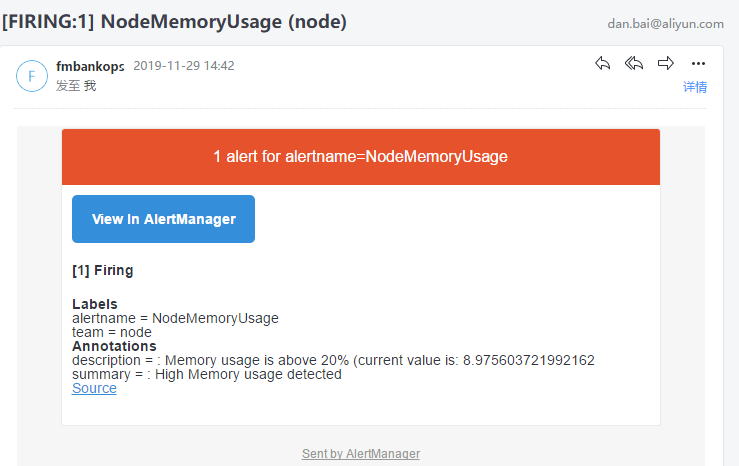 [FIRING:1] NodeMemoryUsage (node)
dan.bai@aliyun.com
F
fmbankops 2019-11-29 14:42
发至 我
详情
1 alert for alertname=NodeMemoryUsage
View In AlertManager
[1] Firing
Labels
alertname = NodeMemoryUsage
team = node
Annotations
description = : Memory usage is above 20% (current value is: 8.975603721992162
summary = : High Memory usage detected
Source
Sent by AlertManager